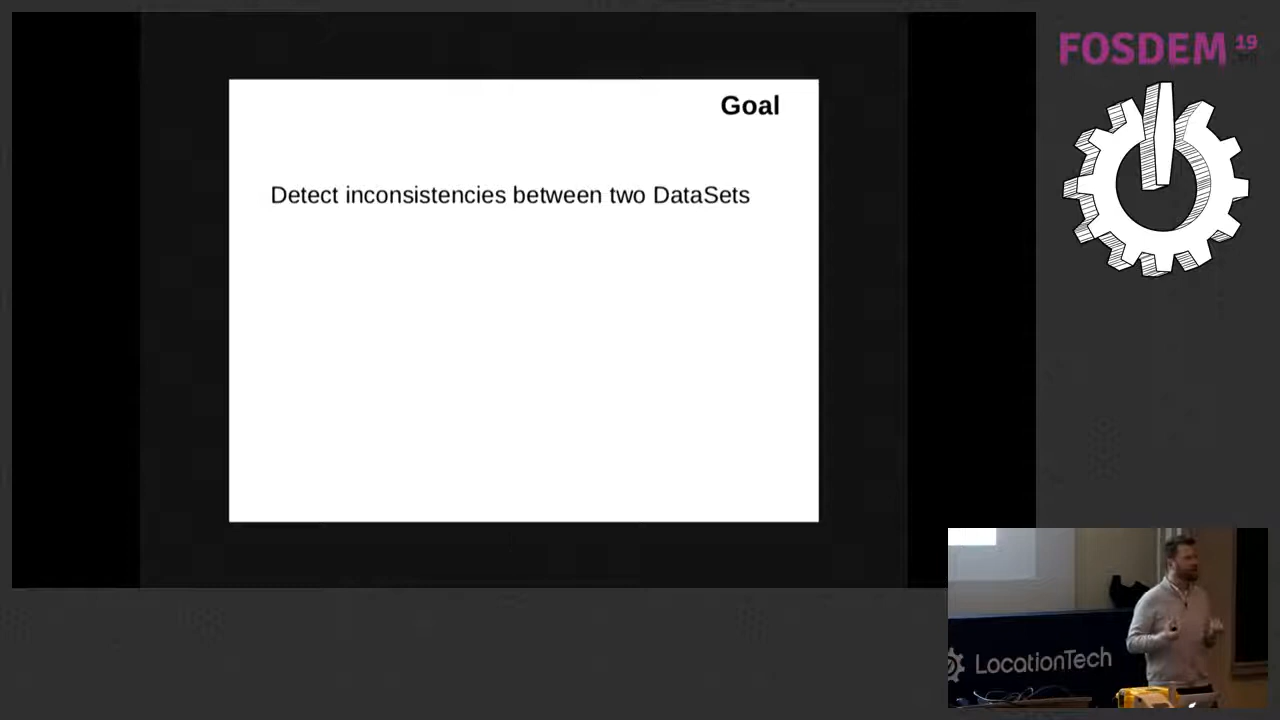 Goal
Detect inconsistencies between two DataSets
FOSDEM 19
LocationTech